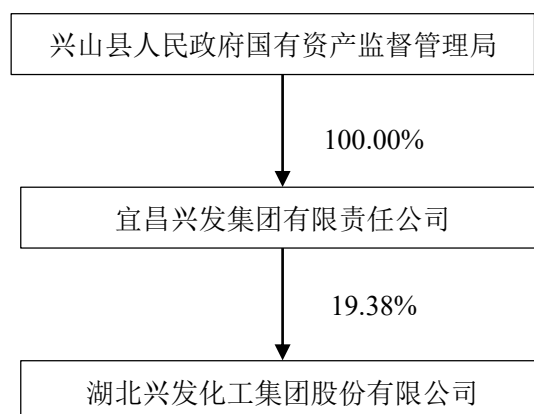 兴山县人民政府国有资产监督管理局
100.00%
宜昌兴发集团有限责任公司
19.38%
湖北兴发化工集团股份有限公司